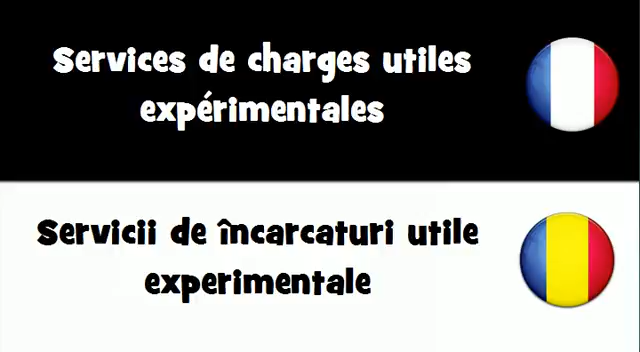 Services de charges utiles
expérimentales
Servicii de încarcaturi utile
experimentale